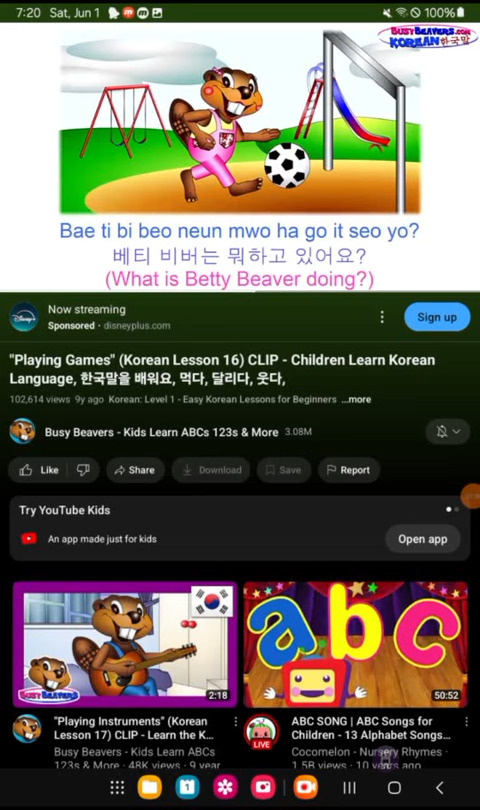 7:20 Sat, Jun 1
100%
BUSYBEAVERS.COM
KOREAN 한국말
Bae ti bi beo neun mwo ha go it seo yo?
베티 비버는 뭐하고 있어요?
(What is Betty Beaver doing?)
Disney+
Now streaming
Sponsored · disneyplus.com
Sign up
"Playing Games" (Korean Lesson 16) CLIP - Children Learn Korean
Language, 한국말을 배워요, 먹다, 달리다, 웃다,
102,614 views 9y ago Korean: Level 1 - Easy Korean Lessons for Beginners ...more
Busy Beavers - Kids Learn ABCs 123s & More 3.08M
Like
Share
Download
Save
Report
Try YouTube Kids
An app made just for kids
Open app
BUSY BEAVERS
2:18
abc
50:52
"Playing Instruments" (Korean
Lesson 17) CLIP - Learn the K...
Busy Beavers - Kids Learn ABCs
123s & More · 48K views · 9 year
LIVE
ABC SONG | ABC Songs for
Children - 13 Alphabet Songs...
Cocomelon - Nursery Rhymes ·
1.5B views · 10 years ago
1